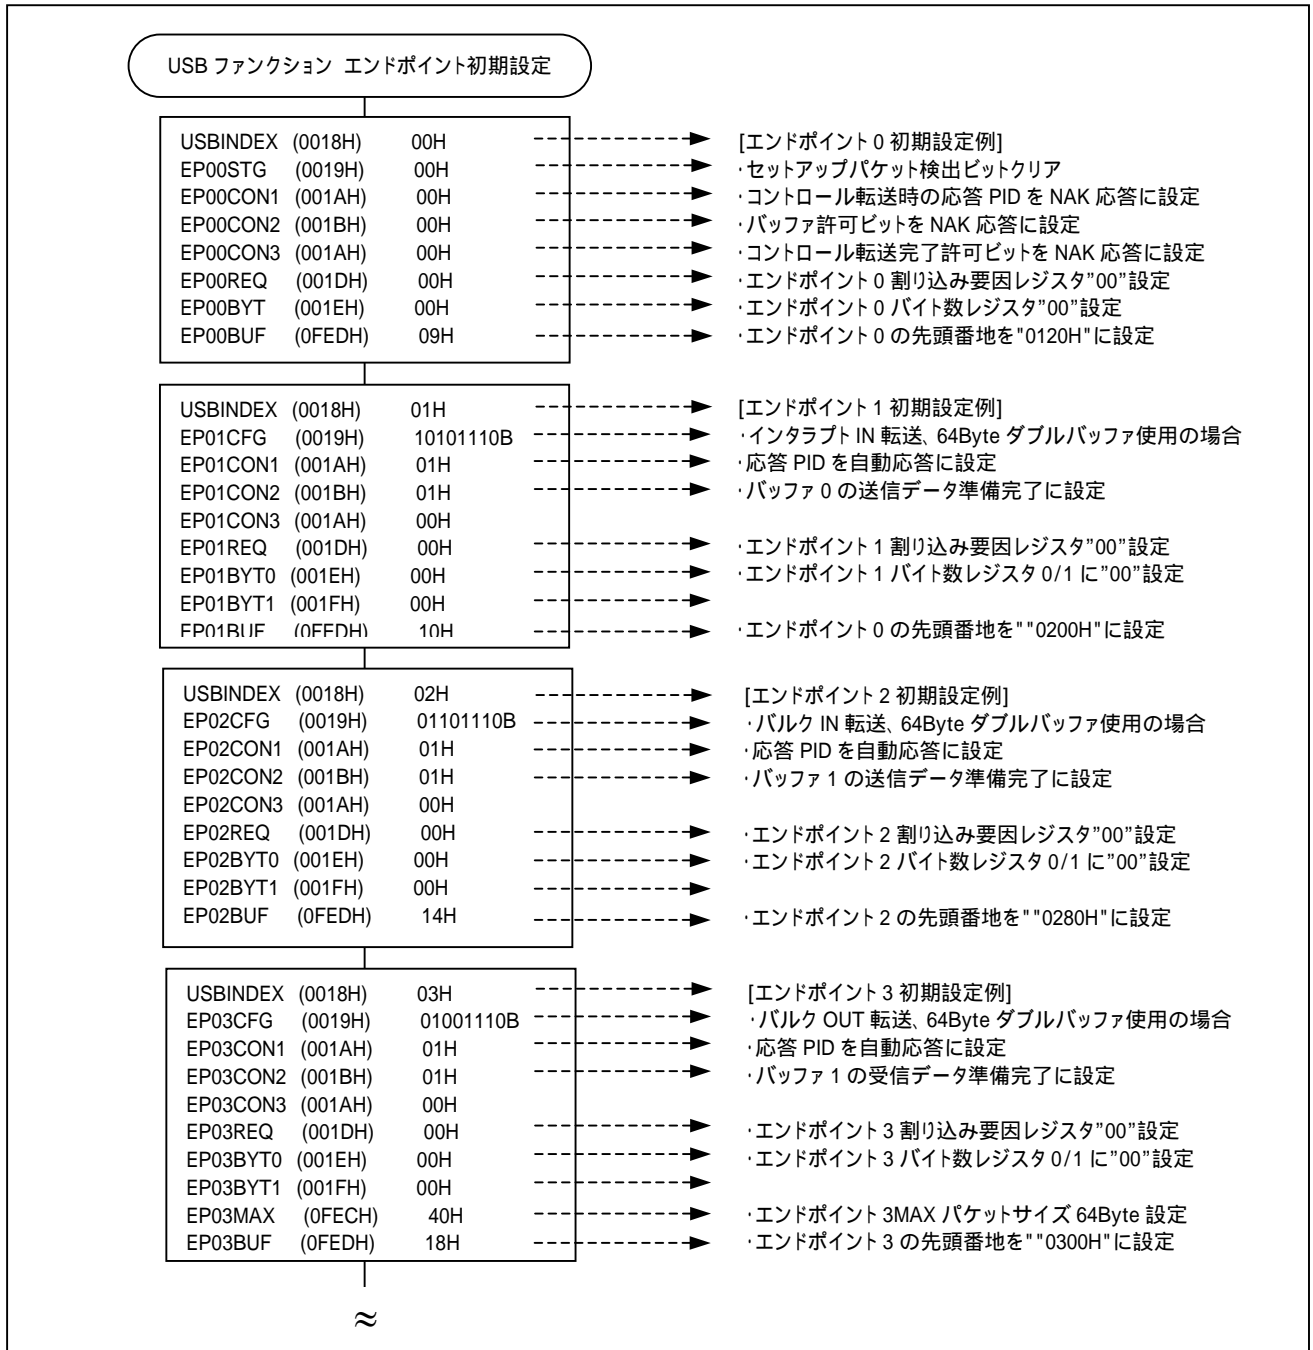 USB ファンクション エンドポイント初期設定
USBINDEX (0018H) 00H [エンドポイント 0 初期設定例]
EP00STG (0019H) 00H ・セットアップパケット検出ビットクリア
EP00CON1 (001AH) 00H ・コントロール転送時の応答 PID を NAK 応答に設定
EP00CON2 (001BH) 00H ・バッファ許可ビットを NAK 応答に設定
EP00CON3 (001AH) 00H ・コントロール転送完了許可ビットを NAK 応答に設定
EP00REQ (001DH) 00H ・エンドポイント 0 割り込み要因レジスタ"00"設定
EP00BYT (001EH) 00H ・エンドポイント 0 バイト数レジスタ"00"設定
EP00BUF (0FEDH) 09H ・エンドポイント 0 の先頭番地を"0120H"に設定
USBINDEX (0018H) 01H [エンドポイント 1 初期設定例]
EP01CFG (0019H) 10101110B ・インタラプト IN 転送、64Byte ダブルバッファ使用の場合
EP01CON1 (001AH) 01H ・応答 PID を自動応答に設定
EP01CON2 (001BH) 01H ・バッファ 0 の送信データ準備完了に設定
EP01CON3 (001AH) 00H
EP01REQ (001DH) 00H ・エンドポイント 1 割り込み要因レジスタ"00"設定
EP01BYT0 (001EH) 00H ・エンドポイント 1 バイト数レジスタ 0/1 に"00"設定
EP01BYT1 (001FH) 00H
EP01BUF (0FEDH) 10H ・エンドポイント 0 の先頭番地を""0200H"に設定
USBINDEX (0018H) 02H [エンドポイント 2 初期設定例]
EP02CFG (0019H) 01101110B ・バルク IN 転送、64Byte ダブルバッファ使用の場合
EP02CON1 (001AH) 01H ・応答 PID を自動応答に設定
EP02CON2 (001BH) 01H ・バッファ 1 の送信データ準備完了に設定
EP02CON3 (001AH) 00H
EP02REQ (001DH) 00H ・エンドポイント 2 割り込み要因レジスタ"00"設定
EP02BYT0 (001EH) 00H ・エンドポイント 2 バイト数レジスタ 0/1 に"00"設定
EP02BYT1 (001FH) 00H
EP02BUF (0FEDH) 14H ・エンドポイント 2 の先頭番地を""0280H"に設定
USBINDEX (0018H) 03H [エンドポイント 3 初期設定例]
EP03CFG (0019H) 01001110B ・バルク OUT 転送、64Byte ダブルバッファ使用の場合
EP03CON1 (001AH) 01H ・応答 PID を自動応答に設定
EP03CON2 (001BH) 01H ・バッファ 1 の受信データ準備完了に設定
EP03CON3 (001AH) 00H
EP03REQ (001DH) 00H ・エンドポイント 3 割り込み要因レジスタ"00"設定
EP03BYT0 (001EH) 00H ・エンドポイント 3 バイト数レジスタ 0/1 に"00"設定
EP03BYT1 (001FH) 00H
EP03MAX (0FECH) 40H ・エンドポイント 3MAX パケットサイズ 64Byte 設定
EP03BUF (0FEDH) 18H ・エンドポイント 3 の先頭番地を""0300H"に設定
≈